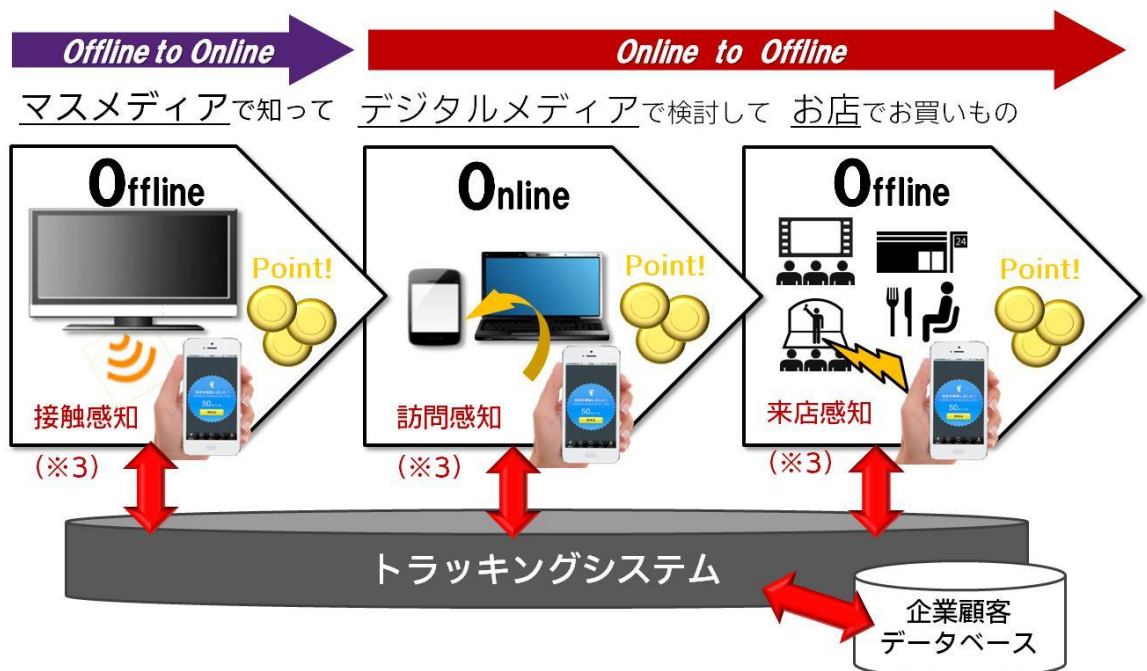 Offline to Online
Online to Offline
マスメディアで知って デジタルメディアで検討して お店でお買いもの
Offline
Point!
接触感知
(※3)
Online
Point!
訪問感知
(※3)
Offline
24
Point!
来店感知
(※3)
50
50
50
トラッキングシステム
企業顧客
データベース